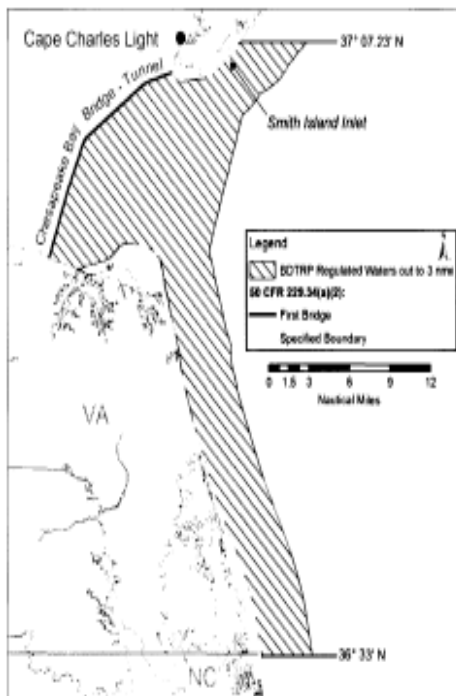 Cape Charles Light
37° 07.23' N
Chesapeake Bay Bridge - Tunnel
Smith Island Inlet
Legend
N
BDTRP Regulated Waters out to 3 nmi
50 CFR 229.34(a)(2):
First Bridge
Specified Boundary
0 1.5 3 6 9 12
Nautical Miles
VA
36° 33' N
NC